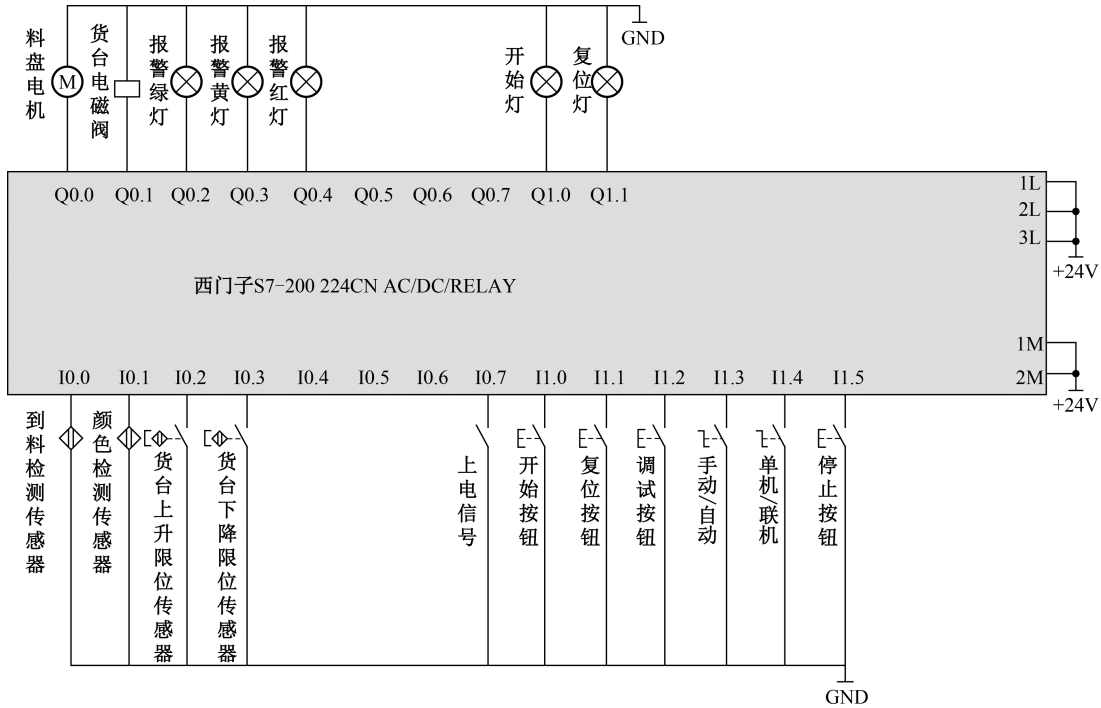 料盘电机
货台电磁阀
报警绿灯
报警黄灯
报警红灯
开始灯
复位灯
GND
M
Q0.0 Q0.1 Q0.2 Q0.3 Q0.4 Q0.5 Q0.6 Q0.7 Q1.0 Q1.1
1L
2L
3L
+24V
西门子S7-200 224CN AC/DC/RELAY
1M
2M
+24V
I0.0 I0.1 I0.2 I0.3 I0.4 I0.5 I0.6 I0.7 I1.0 I1.1 I1.2 I1.3 I1.4 I1.5
到料检测传感器
颜色检测传感器
货台上升限位传感器
货台下降限位传感器
上电信号
开始按钮
复位按钮
调试按钮
手动/自动
单机/联机
停止按钮
GND